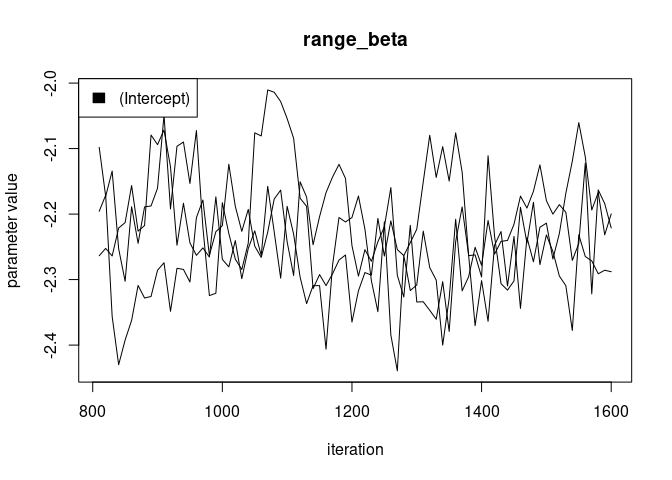 range_beta
(Intercept)
parameter value
-2.0
-2.1
-2.2
-2.3
-2.4
800
1000
1200
1400
1600
iteration